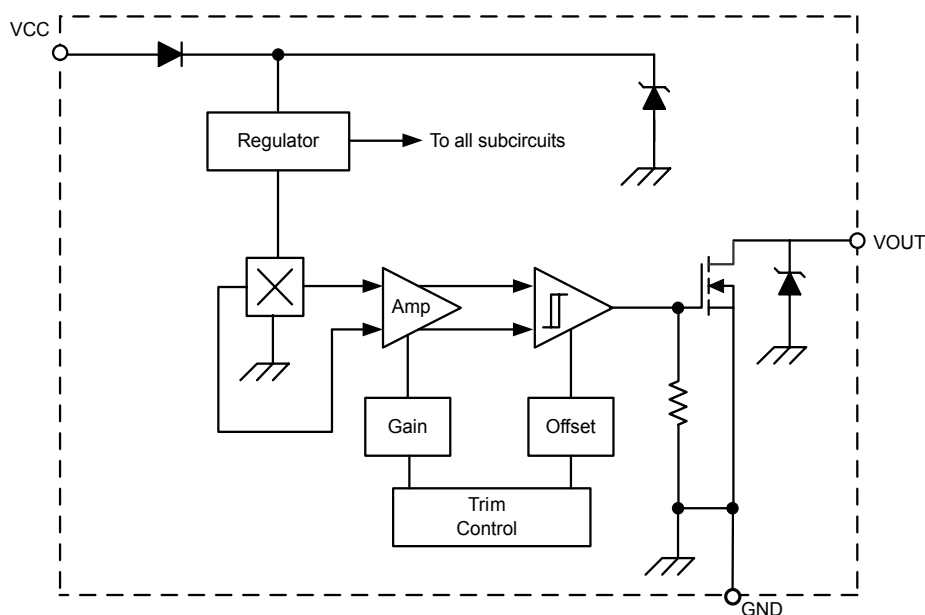 VCC
Regulator
To all subcircuits
VOUT
Amp
Gain
Offset
Trim
Control
GND